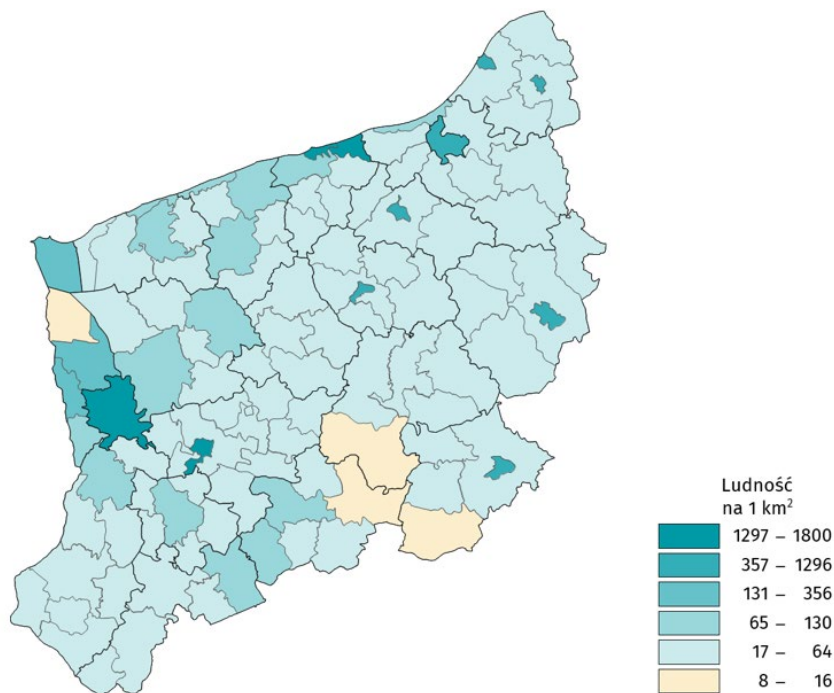 Ludność
na 1 km²
1297 – 1800
357 – 1296
131 – 356
65 – 130
17 – 64
8 – 16